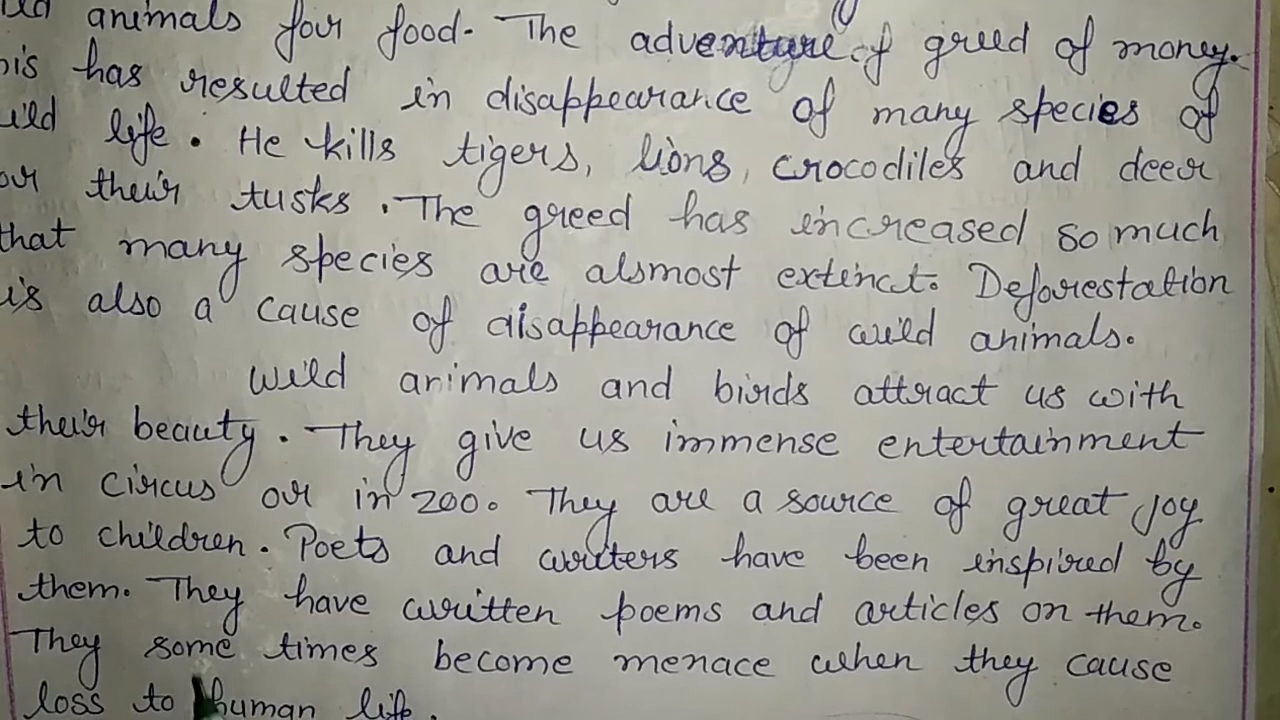 animals for food. The adventure of greed of money.
has resulted in disappearance of many species of
life. He kills tigers, lions, crocodiles and deer
their tusks. The greed has increased so much
that many species are alsmost extinct. Deforestation
is also a cause of disappearance of wild animals.
Wild animals and birds attract us with
their beauty. They give us immense entertainment
in circus or in zoo. They are a source of great joy
to children. Poets and writers have been inspired by
them. They have written poems and articles on them.
They some times become menace when they cause
loss to human life.